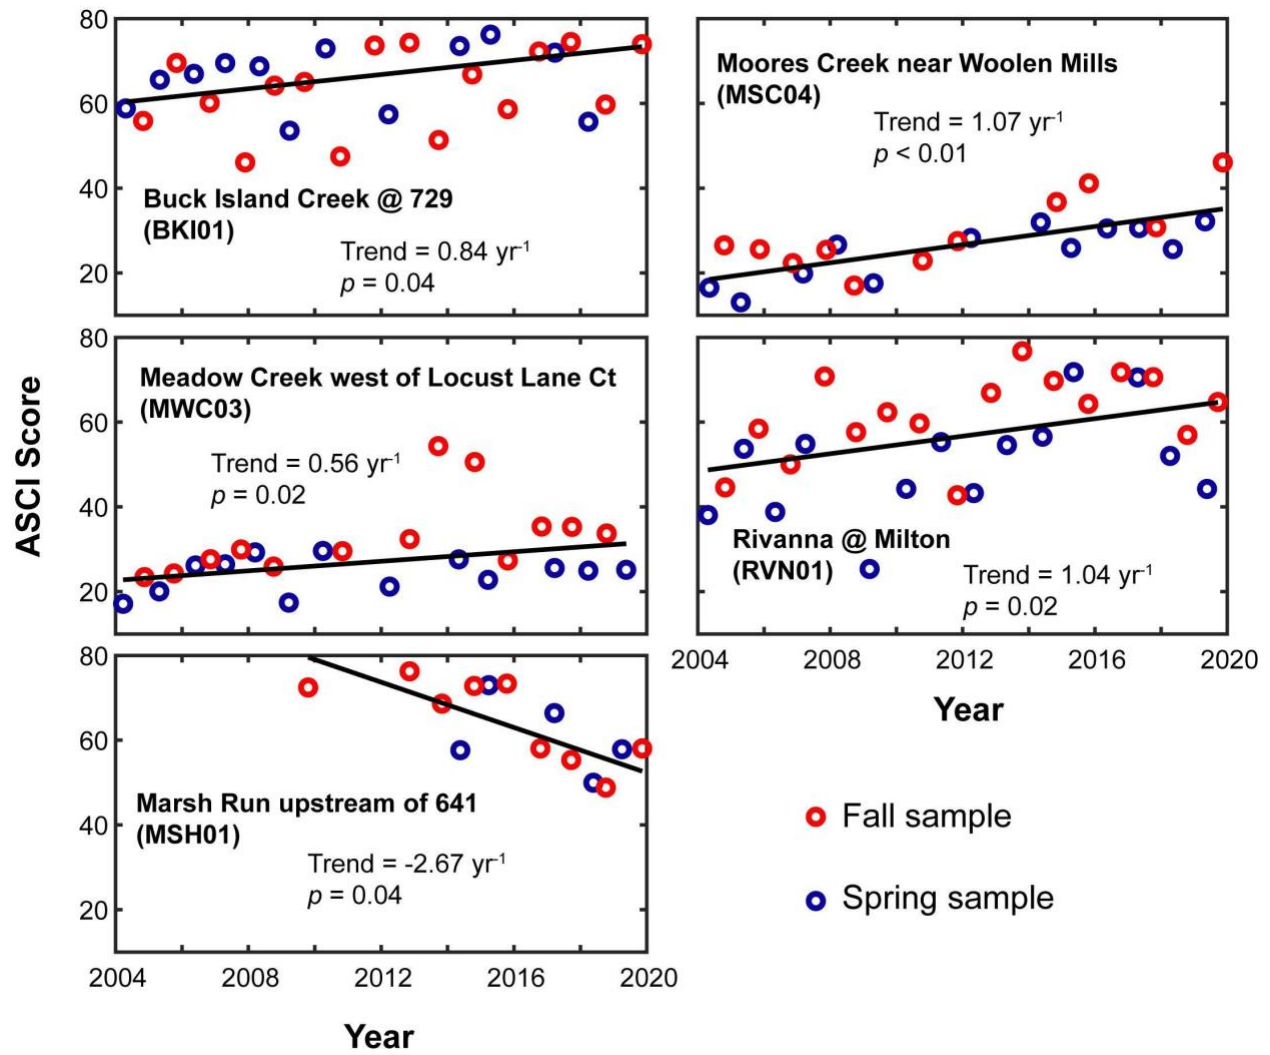 80
60
40
20
Buck Island Creek @ 729
(BKI01)
Trend = 0.84 yr-1
p = 0.04
Moores Creek near Woolen Mills
(MSC04)
Trend = 1.07 yr-1
p < 0.01
ASCI Score
80
60
40
20
Meadow Creek west of Locust Lane Ct
(MWC03)
Trend = 0.56 yr-1
p = 0.02
Rivanna @ Milton
(RVN01)
Trend = 1.04 yr-1
p = 0.02
2004 2008 2012 2016 2020
Year
80
60
40
20
Marsh Run upstream of 641
(MSH01)
Trend = -2.67 yr-1
p = 0.04
2004 2008 2012 2016 2020
Year
Fall sample
Spring sample